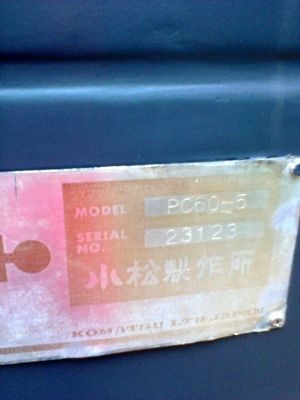 MODEL PC60-5
SERIAL NO. 23123
小松製作所
KOMATSU LTD JAPAN